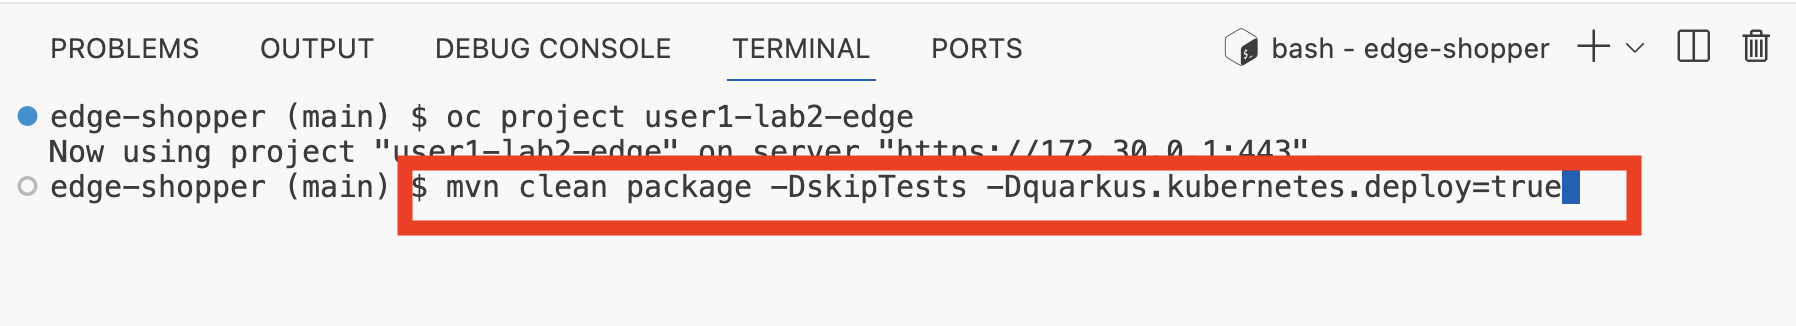 PROBLEMS OUTPUT DEBUG CONSOLE TERMINAL PORTS bash - edge-shopper
edge-shopper (main) $ oc project user1-lab2-edge
Now using project "user1-lab2-edge" on server "https://172.30.0.1:443".
edge-shopper (main) $ mvn clean package -DskipTests -Dquarkus.kubernetes.deploy=true